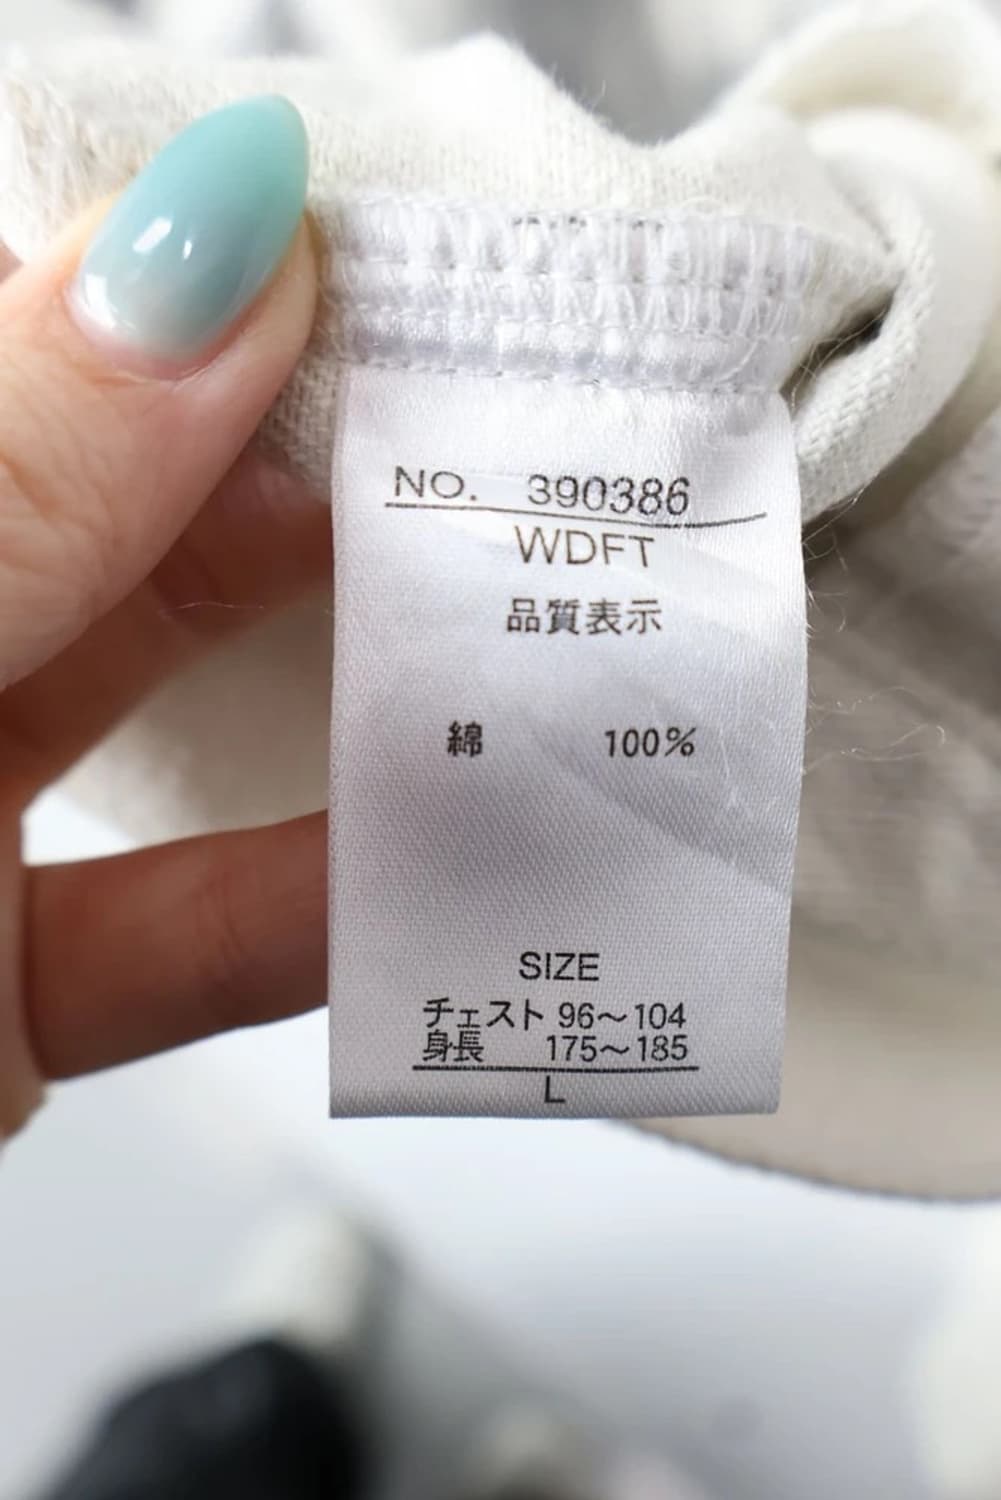 NO. 390386
WDFT
品質表示
綿 100%
SIZE
チェスト 96～104
身長 175～185
L